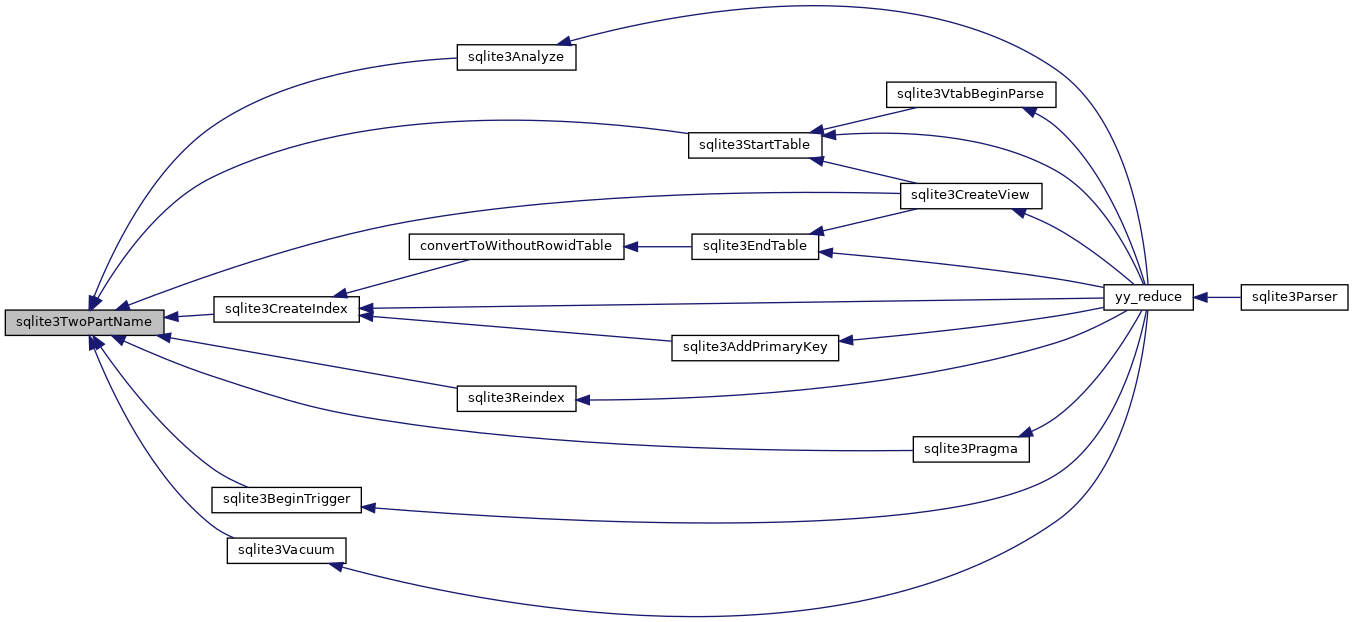 sqlite3Analyze
sqlite3VtabBeginParse
sqlite3StartTable
sqlite3CreateView
convertToWithoutRowidTable
sqlite3EndTable
yy_reduce
sqlite3Parser
sqlite3CreateIndex
sqlite3TwoPartName
sqlite3AddPrimaryKey
sqlite3Reindex
sqlite3Pragma
sqlite3BeginTrigger
sqlite3Vacuum